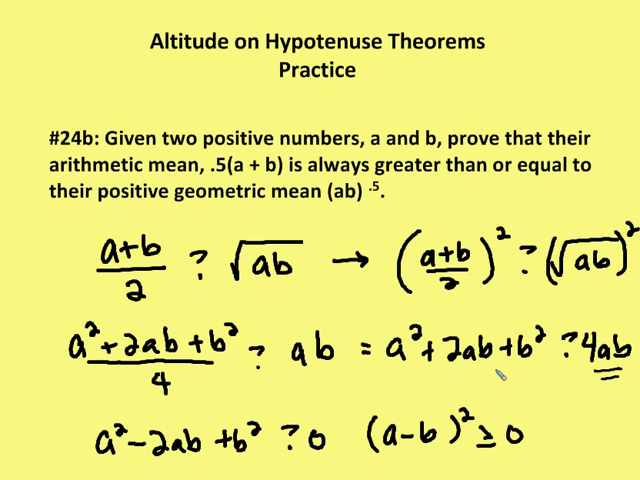 Altitude on Hypotenuse Theorems
Practice
#24b: Given two positive numbers, a and b, prove that their
arithmetic mean, .5(a + b) is always greater than or equal to
their positive geometric mean (ab) .5.
a+b/2 ? √ab → (a+b/2)² ? (√ab)²
a²+2ab+b²/4 ? ab = a²+2ab+b² ? 4ab
a²-2ab+b² ? 0 (a-b)² ≥ 0